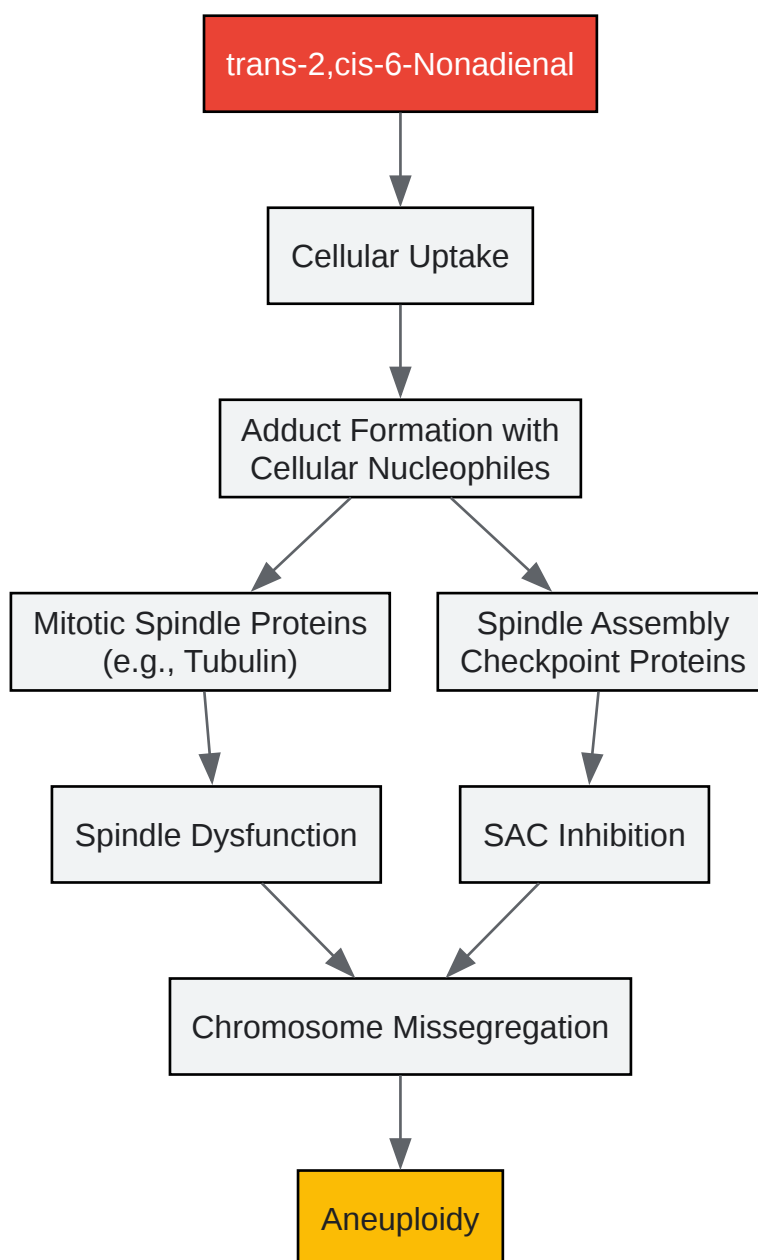 trans-2,cis-6-Nonadienal
Cellular Uptake
Adduct Formation with
Cellular Nucleophiles
Mitotic Spindle Proteins
(e.g., Tubulin)
Spindle Assembly
Checkpoint Proteins
Spindle Dysfunction
SAC Inhibition
Chromosome Missegregation
Aneuploidy